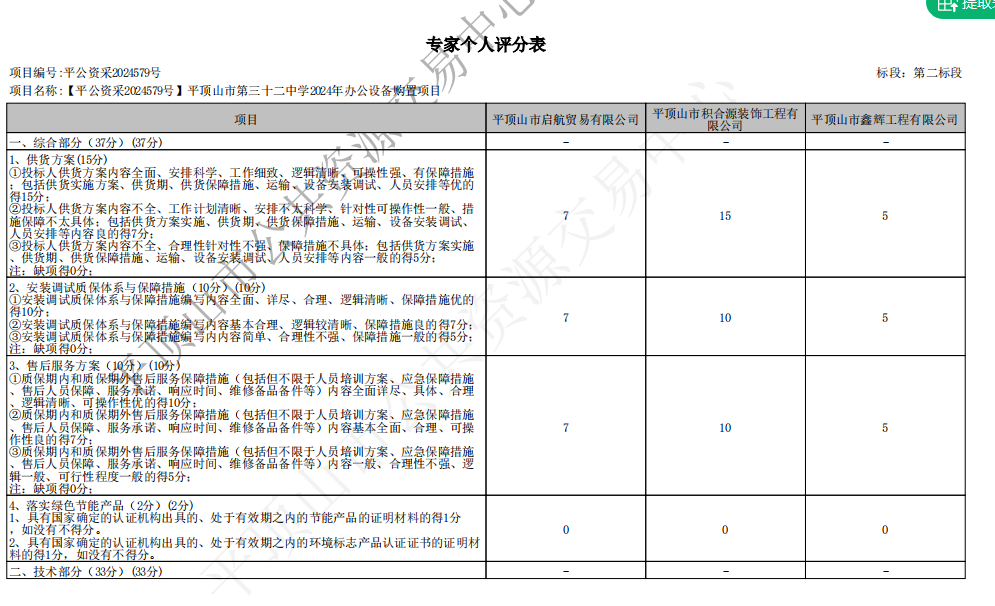 提取
专家个人评分表
项目编号:平公资采2024579号
标段：第二标段
项目名称:【平公资采2024579号】平顶山市第三十二中学2024年办公设备购置项目
项目
平顶山市启航贸易有限公司
平顶山市积合源装饰工程有
限公司
平顶山市鑫辉工程有限公司
一、综合部分（37分）(37分)
－
－
－
1、供货方案(15分)
①投标人供货方案内容全面、安排科学、工作细致、逻辑清晰、可操性强、有保障措施
；包括供货实施方案、供货期、供货保障措施、运输、设备安装调试、人员安排等优的
得15分；
②投标人供货方案内容不全、工作计划清晰、安排不太科学、针对性可操作性一般、措
施保障不太具体；包括供货方案实施、供货期、供货保障措施、运输、设备安装调试、
人员安排等内容良的得7分；
③投标人供货方案内容不全、合理性针对性不强、保障措施不具体；包括供货方案实施
、供货期、供货保障措施、运输、设备安装调试、人员安排等内容一般的得5分；
注：缺项得0分；
7
15
5
2、安装调试质保体系与保障措施（10分）(10分)
①安装调试质保体系与保障措施编写内容全面、详尽、合理、逻辑清晰、保障措施优的
得10分；
②安装调试质保体系与保障措施编写内容基本合理、逻辑较清晰、保障措施良的得7分；
③安装调试质保体系与保障措施编写内内容简单、合理性不强、保障措施一般的得5分；
注：缺项得0分；
7
10
5
3、售后服务方案（10分）(10分)
①质保期内和质保期外售后服务保障措施（包括但不限于人员培训方案、应急保障措施
、售后人员保障、服务承诺、响应时间、维修备品备件等）内容全面详尽、具体、合理
、逻辑清晰、可操作性优的得10分；
②质保期内和质保期外售后服务保障措施（包括但不限于人员培训方案、应急保障措施
、售后人员保障、服务承诺、响应时间、维修备品备件等）内容基本全面、合理、可操
作性良的得7分；
③质保期内和质保期外售后服务保障措施（包括但不限于人员培训方案、应急保障措施
、售后人员保障、服务承诺、响应时间、维修备品备件等）内容一般、合理性不强、逻
辑一般、可行性程度一般的得5分；
注：缺项得0分；
7
10
5
4、落实绿色节能产品（2分）(2分)
1、具有国家确定的认证机构出具的、处于有效期之内的节能产品的证明材料的得1分
，如没有不得分。
2、具有国家确定的认证机构出具的、处于有效期之内的环境标志产品认证证书的证明材
料的得1分，如没有不得分。
0
0
0
二、技术部分（33分）(33分)
－
－
－
平顶山市公共资源交易中心
平顶山市公共资源交易中心